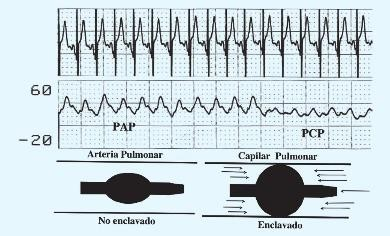 60
PAP
PCP
-20
Arteria Pulmonar
Capilar Pulmonar
No enclavado
Enclavado